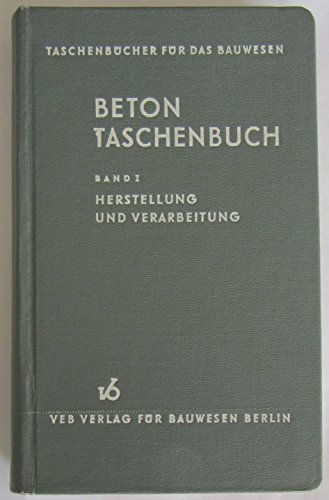 TASCHENBÜCHER FÜR DAS BAUWESEN
BETON
TASCHENBUCH
BAND I
HERSTELLUNG
UND VERARBEITUNG
VEB VERLAG FÜR BAUWESEN BERLIN